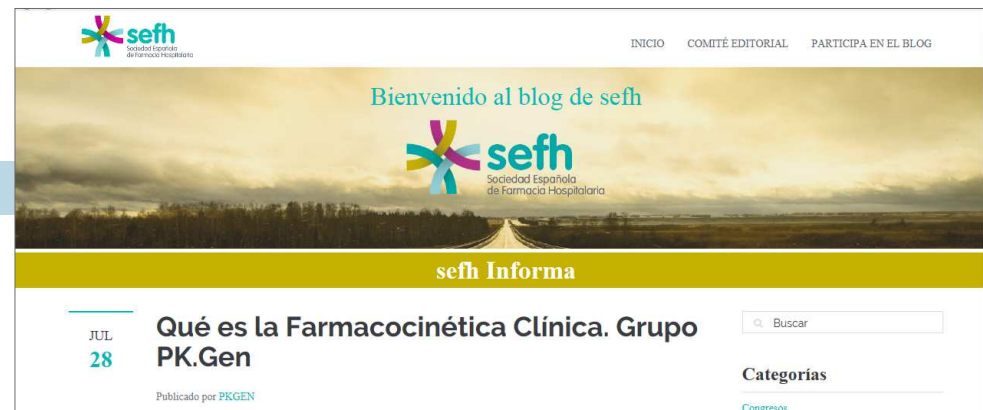 sefh
Sociedad Española
de Farmacia Hospitalaria
INICIO COMITÉ EDITORIAL PARTICIPA EN EL BLOG
Bienvenido al blog de sefh
sefh
Sociedad Española
de Farmacia Hospitalaria
sefh Informa
JUL
28
Qué es la Farmacocinética Clínica. Grupo
PK.Gen
Publicado por PKGEN
Buscar
Categorías
Congresos